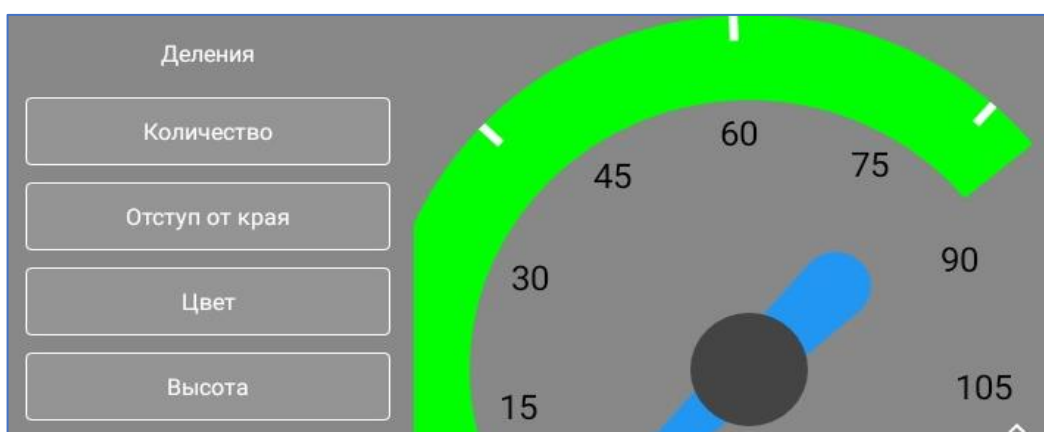 Деления
Количество
Отступ от края
Цвет
Высота
60
75
45
90
30
105
15